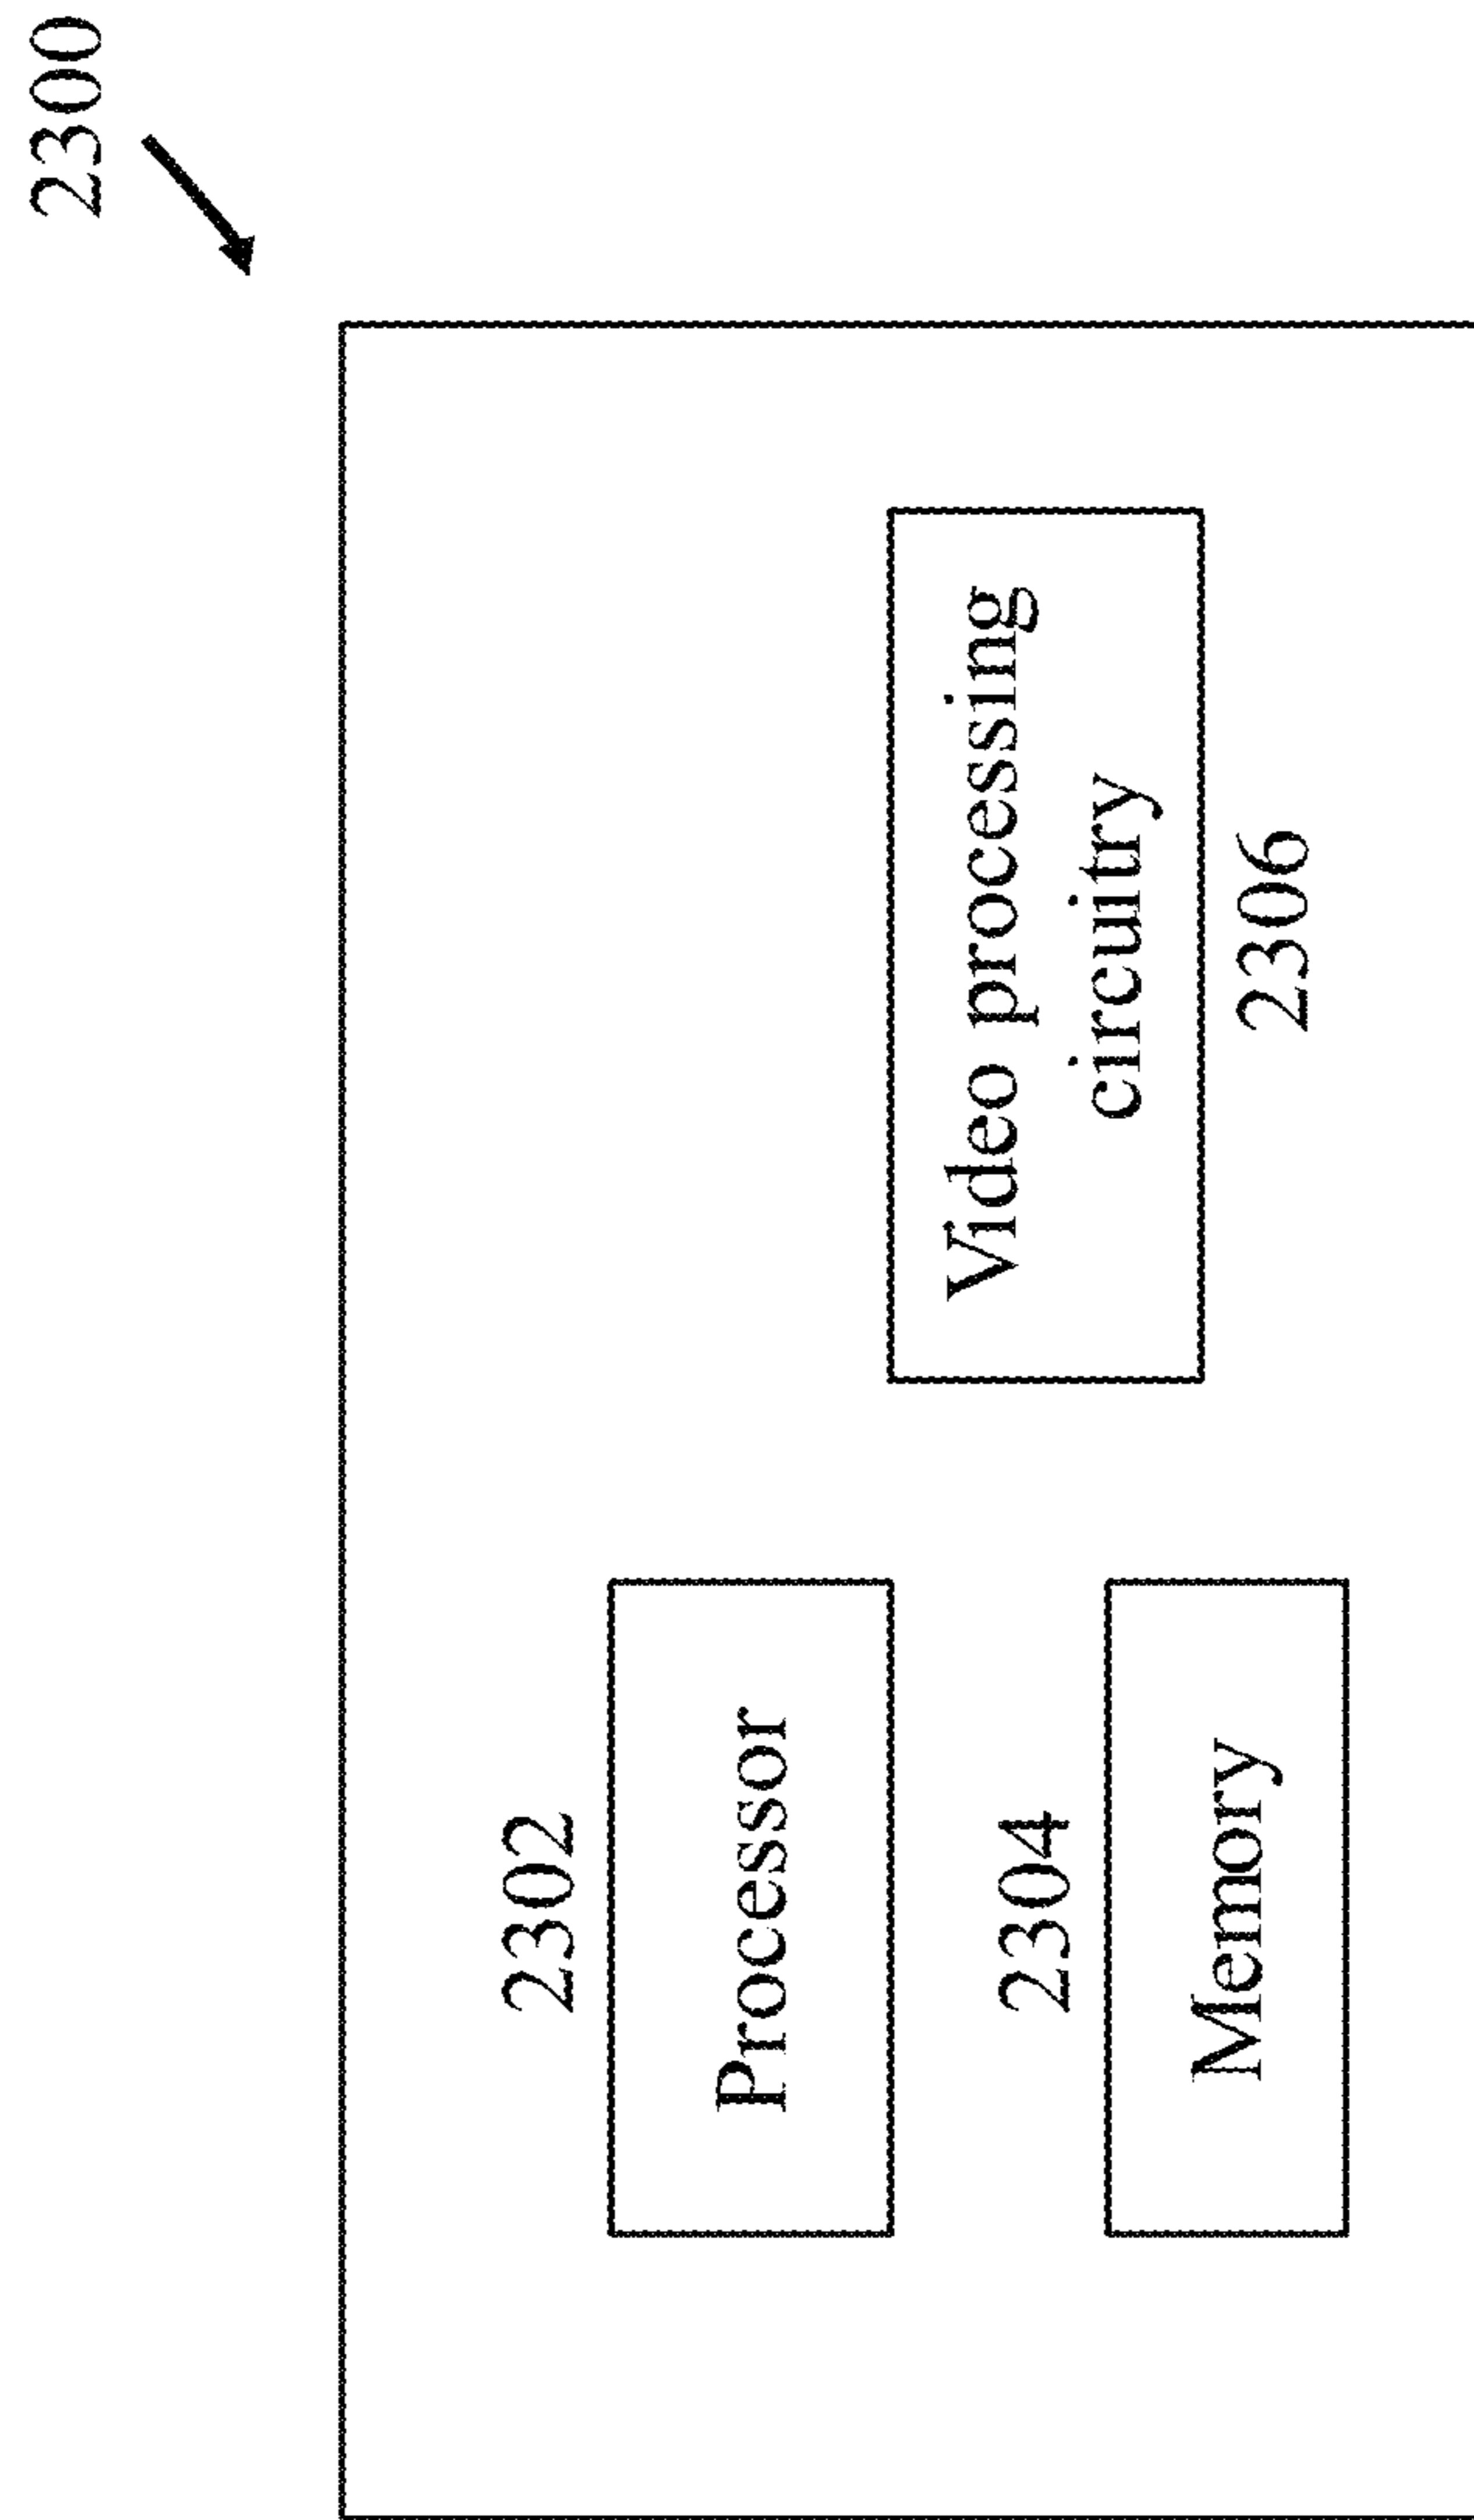 2300
2302
Processor
2304
Memory
Video processing
circuitry
2306